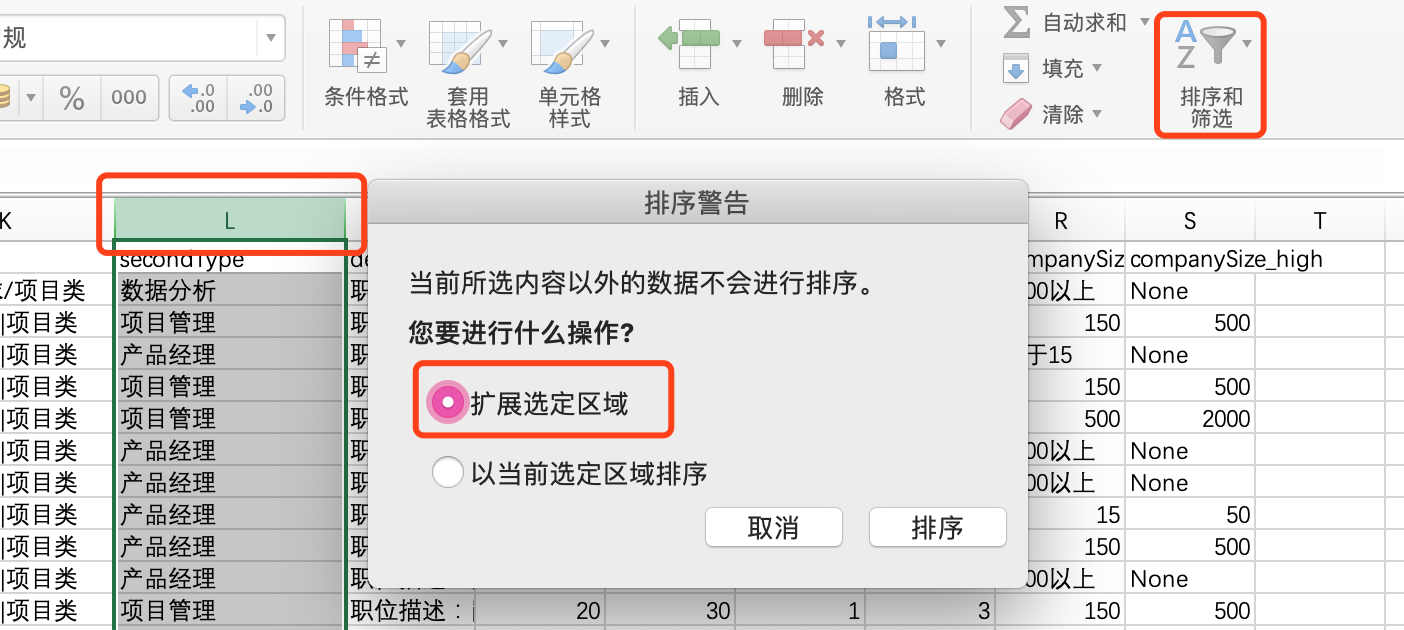 规
% 000 .0 .00 .00 .0
条件格式
套用
表格格式
单元格
样式
插入
删除
格式
自动求和
填充
清除
A
Z
排序和
筛选
K L R S T
secondType mpanySiz companySize_high
/项目类 数据分析 职 00以上 None
|项目类 项目管理 职 150 500
|项目类 产品经理 职 于15 None
|项目类 项目管理 职 150 500
|项目类 项目管理 职 500 2000
|项目类 产品经理 职 00以上 None
|项目类 产品经理 职 00以上 None
|项目类 产品经理 职 15 50
|项目类 产品经理 职 150 500
|项目类 产品经理 00以上 None
|项目类 项目管理 职位描述： 20 30 1 3 150 500
排序警告
当前所选内容以外的数据不会进行排序。
您要进行什么操作?
扩展选定区域
以当前选定区域排序
取消 排序